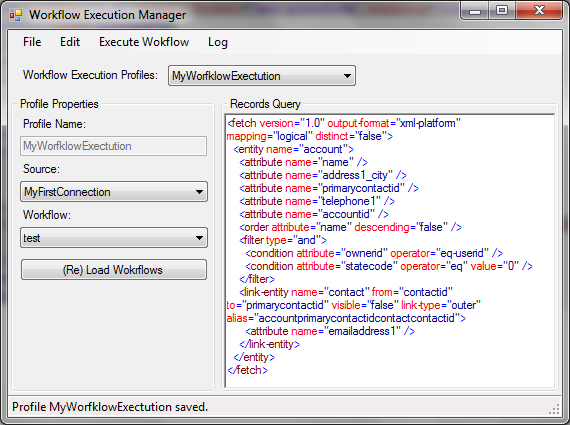 Workflow Execution Manager
File Edit Execute Wokflow Log
Workflow Execution Profiles: MyWorfklowExectution
Profile Properties
Profile Name:
MyWorfklowExectution
Source:
MyFirstConnection
Workflow:
test
(Re) Load Wokrflows
Records Query
<fetch version="1.0" output-format="xml-platform"
mapping="logical" distinct="false">
<entity name="account">
<attribute name="name" />
<attribute name="address1_city" />
<attribute name="primarycontactid" />
<attribute name="telephone1" />
<attribute name="accountid" />
<order attribute="name" descending="false" />
<filter type="and">
<condition attribute="ownerid" operator="eq-userid" />
<condition attribute="statecode" operator="eq" value="0" />
</filter>
<link-entity name="contact" from="contactid"
to="primarycontactid" visible="false" link-type="outer"
alias="accountprimarycontactidcontactcontactid">
<attribute name="emailaddress1" />
</link-entity>
</entity>
</fetch>
Profile MyWorfklowExectution saved.